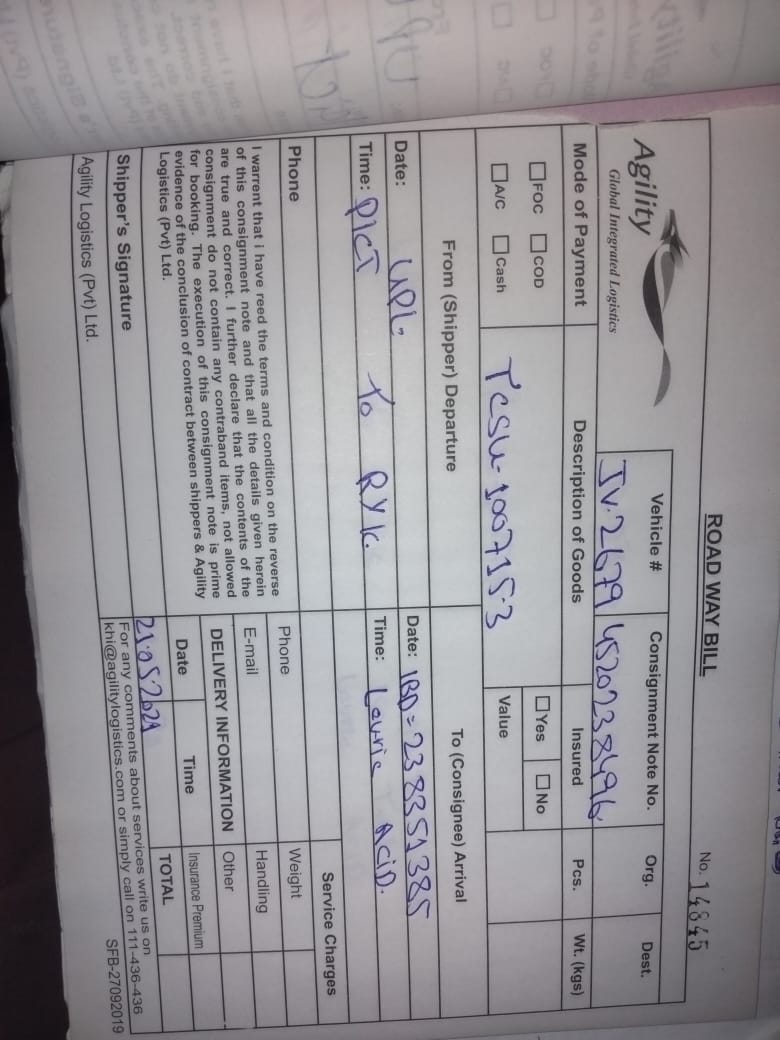 ROAD WAY BILL
No. 14845
Agility
Global Integrated Logistics
Vehicle #
Consignment Note No.
Org.
Dest.
JV-2679
4520238496
Mode of Payment
Description of Goods
Insured
Pcs.
Wt. (kgs)
FOC
COD
Yes
No
A/C
Cash
TCSU-100715-3
Value
From (Shipper) Departure
To (Consignee) Arrival
Date: UPL
Date: IBD=238351385
Time: PICT To RYK.
Time: Lauric ACiD.
Service Charges
Phone
Phone
Weight
I warrent that i have reed the terms and condition on the reverse
of this consignment note and that all the details given herein
are true and correct. I further declare that the contents of the
consignment do not contain any contraband items, not allowed
for booking. The execution of this consignment note is prime
evidence of the conclusion of contract between shippers & Agility
Logistics (Pvt) Ltd.
E-mail
Handling
DELIVERY INFORMATION
Other
Date
Time
Insurance Premium
21.05.2021
TOTAL
Shipper's Signature
For any comments about services write us on
khi@agilitylogistics.com or simply call on 111-436-436
Agility Logistics (Pvt) Ltd.
SFB-27092019